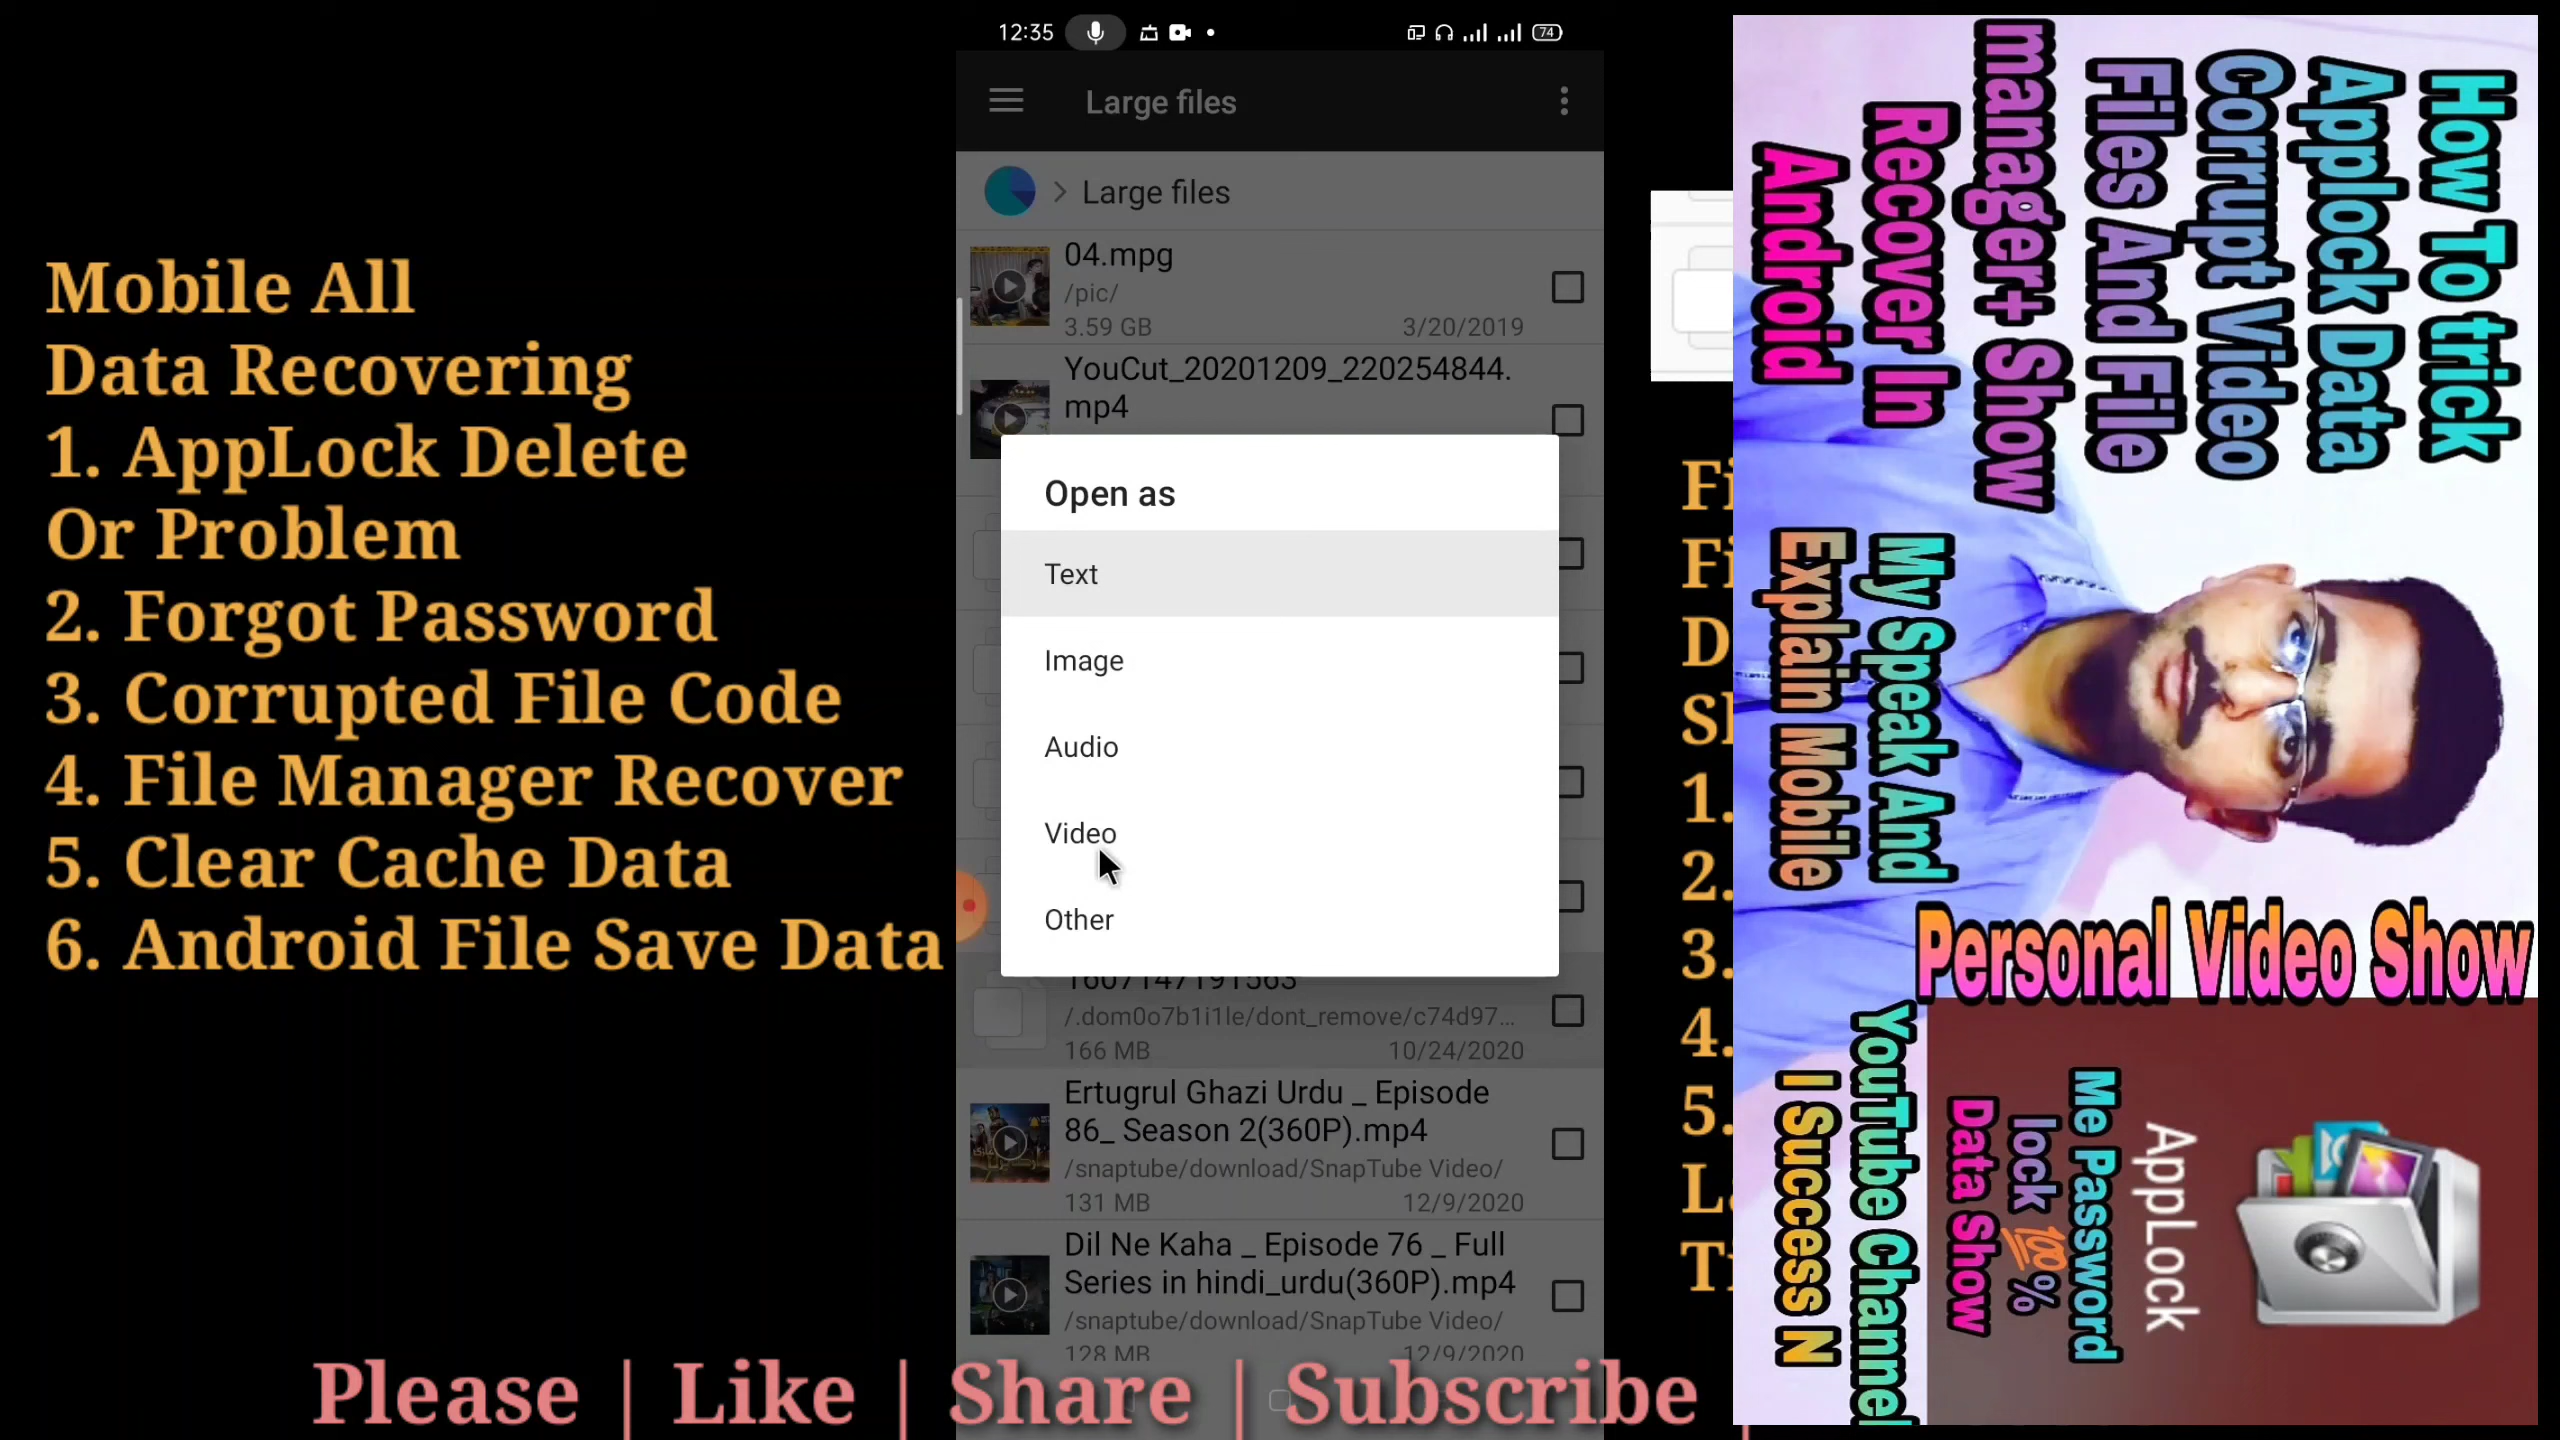 Mobile All
Data Recovering
1. AppLock Delete
Or Problem
2. Forgot Password
3. Corrupted File Code
4. File Manager Recover
5. Clear Cache Data
6. Android File Save Data
12:35
74
Large files
Large files
04.mpg
/pic/
3.59 GB
3/20/2019
YouCut_20201209_220254844.
mp4
Open as
Text
Image
Audio
Video
Other
1607147191563
/.dom0o7b1i1le/dont_remove/c74d97...
166 MB
10/24/2020
Ertugrul Ghazi Urdu _ Episode
86_ Season 2(360P).mp4
/snaptube/download/SnapTube Video/
131 MB
12/9/2020
Dil Ne Kaha _ Episode 76 _ Full
Series in hindi_urdu(360P).mp4
/snaptube/download/SnapTube Video/
128 MB
12/9/2020
1.
2.
3.
4.
5.
How To trick
Applock Data
Corrupt Video
Files And File
manager+ Show
Recover In
Android
My Speak And
Explain Mobile
Personal Video Show
AppLock
Me Password
lock 💯%
Data Show
YouTube Channel
I Success N
Please | Like | Share | Subscribe |